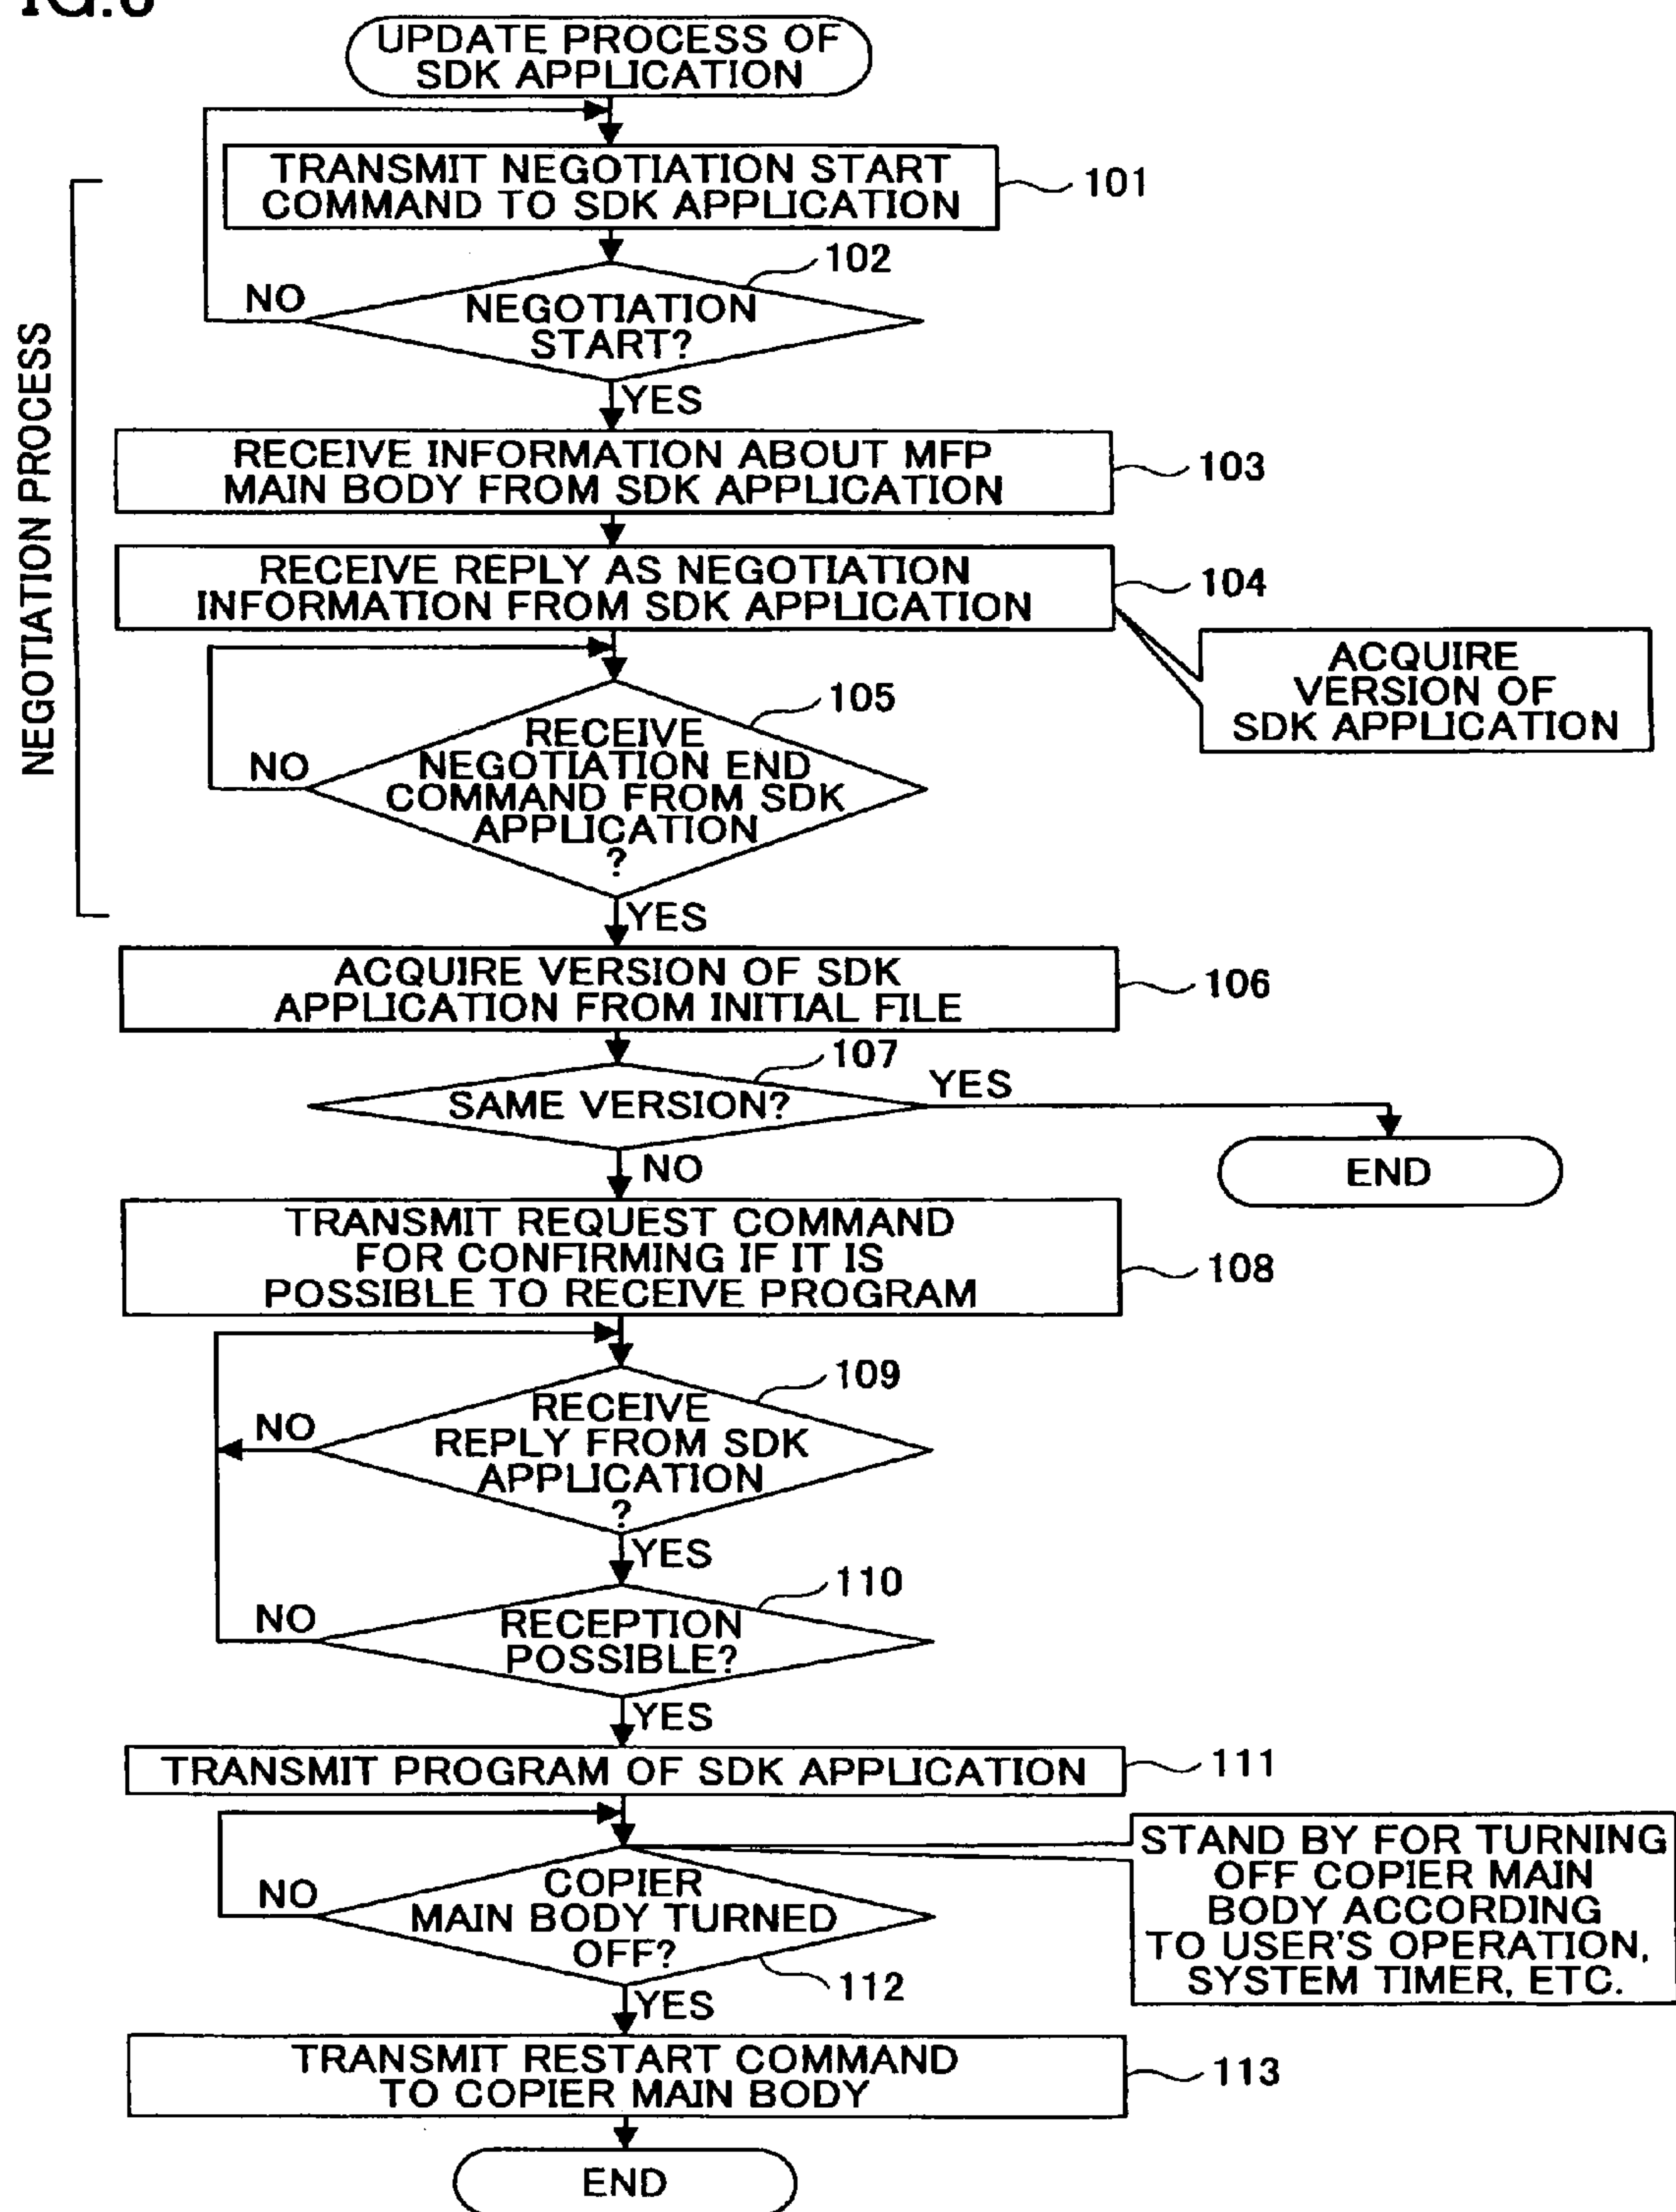 UPDATE PROCESS OF
SDK APPLICATION
TRANSMIT NEGOTIATION START
COMMAND TO SDK APPLICATION
101
102
NEGOTIATION
START?
NO
YES
NEGOTIATION PROCESS
RECEIVE INFORMATION ABOUT MFP
MAIN BODY FROM SDK APPLICATION
103
RECEIVE REPLY AS NEGOTIATION
INFORMATION FROM SDK APPLICATION
104
ACQUIRE
VERSION OF
SDK APPLICATION
105
RECEIVE
NEGOTIATION END
COMMAND FROM SDK
APPLICATION
?
NO
YES
ACQUIRE VERSION OF SDK
APPLICATION FROM INITIAL FILE
106
107
SAME VERSION?
YES
END
NO
TRANSMIT REQUEST COMMAND
FOR CONFIRMING IF IT IS
POSSIBLE TO RECEIVE PROGRAM
108
109
RECEIVE
REPLY FROM SDK
APPLICATION
?
NO
YES
110
RECEPTION
POSSIBLE?
NO
YES
TRANSMIT PROGRAM OF SDK APPLICATION
111
COPIER
MAIN BODY TURNED
OFF?
NO
112
STAND BY FOR TURNING
OFF COPIER MAIN
BODY ACCORDING
TO USER'S OPERATION,
SYSTEM TIMER, ETC.
YES
TRANSMIT RESTART COMMAND
TO COPIER MAIN BODY
113
END